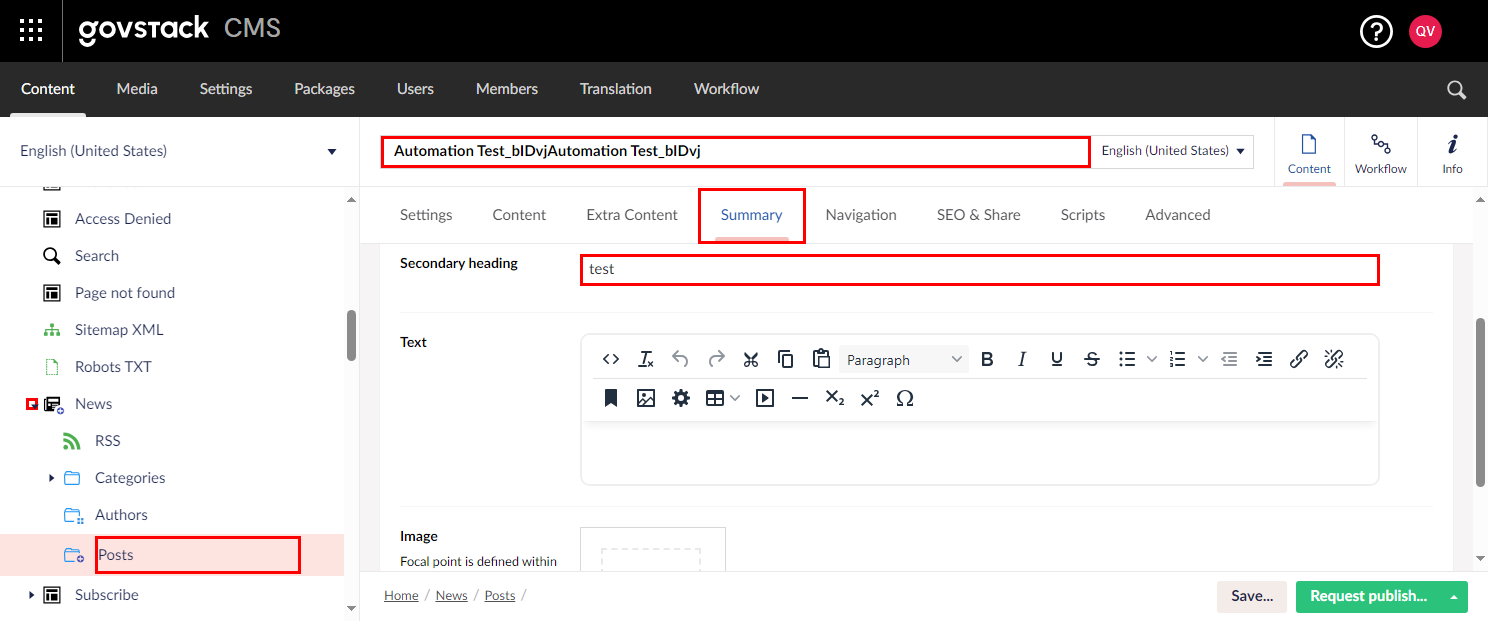 govstack CMS
? QV
Content Media Settings Packages Users Members Translation Workflow
English (United States)
Automation Test_bIDvjAutomation Test_bIDvj
English (United States)
Content Workflow Info
Settings Content Extra Content Summary Navigation SEO & Share Scripts Advanced
Access Denied
Search
Page not found
Sitemap XML
Robots TXT
News
RSS
Categories
Authors
Posts
Subscribe
Secondary heading
test
Text
Paragraph
B I U S
X₂ X² Ω
Image
Focal point is defined within
Home / News / Posts /
Save... Request publish...